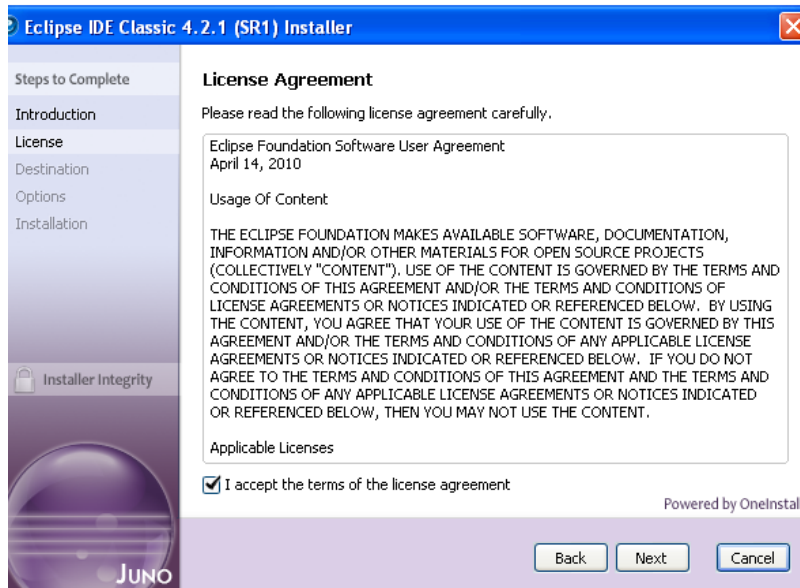 Eclipse IDE Classic 4.2.1 (SR1) Installer
Steps to Complete
Introduction
License
Destination
Options
Installation
Installer Integrity
JUNO
License Agreement
Please read the following license agreement carefully.
Eclipse Foundation Software User Agreement
April 14, 2010
Usage Of Content
THE ECLIPSE FOUNDATION MAKES AVAILABLE SOFTWARE, DOCUMENTATION,
INFORMATION AND/OR OTHER MATERIALS FOR OPEN SOURCE PROJECTS
(COLLECTIVELY "CONTENT"). USE OF THE CONTENT IS GOVERNED BY THE TERMS AND
CONDITIONS OF THIS AGREEMENT AND/OR THE TERMS AND CONDITIONS OF
LICENSE AGREEMENTS OR NOTICES INDICATED OR REFERENCED BELOW. BY USING
THE CONTENT, YOU AGREE THAT YOUR USE OF THE CONTENT IS GOVERNED BY THIS
AGREEMENT AND/OR THE TERMS AND CONDITIONS OF ANY APPLICABLE LICENSE
AGREEMENTS OR NOTICES INDICATED OR REFERENCED BELOW. IF YOU DO NOT
AGREE TO THE TERMS AND CONDITIONS OF THIS AGREEMENT AND THE TERMS AND
CONDITIONS OF ANY APPLICABLE LICENSE AGREEMENTS OR NOTICES INDICATED
OR REFERENCED BELOW, THEN YOU MAY NOT USE THE CONTENT.
Applicable Licenses
I accept the terms of the license agreement
Powered by OneInstall
Back
Next
Cancel